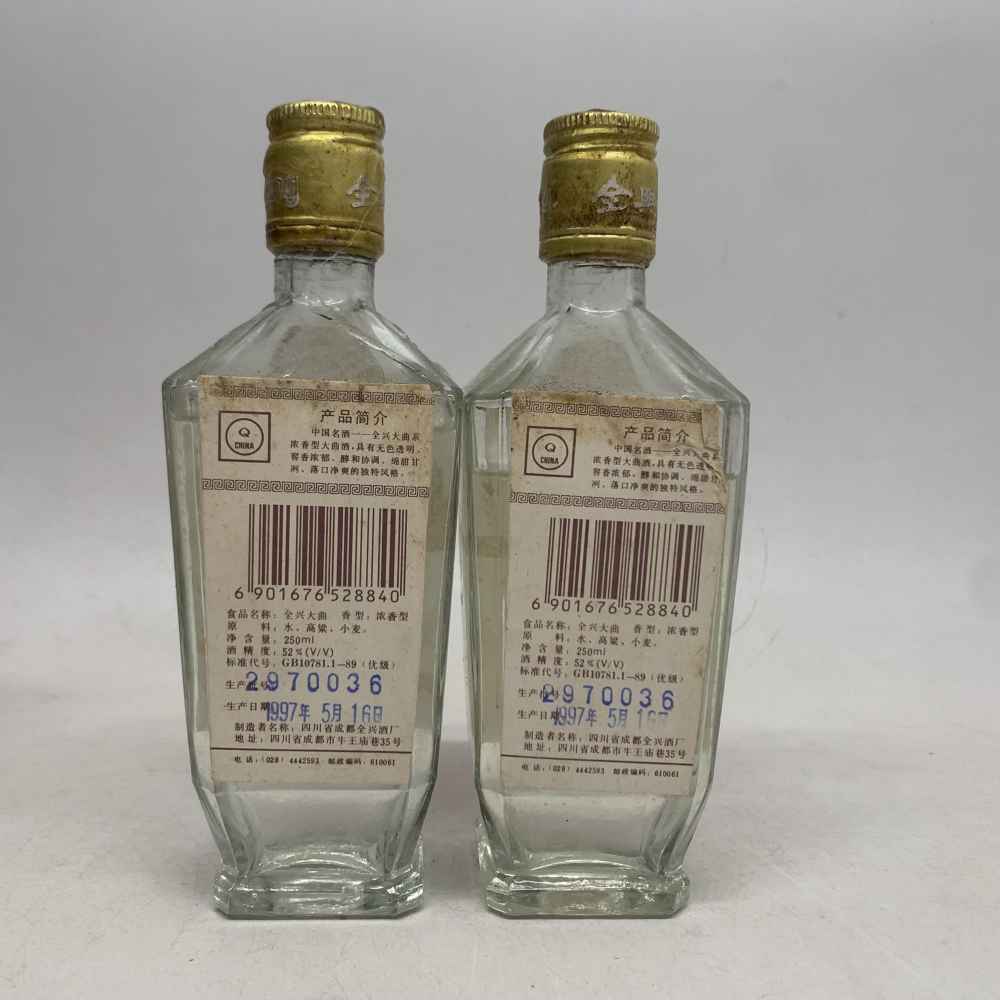 全
产品简介
Q
CHINA
中国名酒——全兴大曲系
浓香型大曲酒,具有无色透明、
窖香浓郁、醇和协调、绵甜甘
洌、落口净爽的独特风格。
6 901676 528840
食品名称:全兴大曲 香型:浓香型
原 料:水、高粱、小麦。
净 含 量:250ml
酒 精 度:52%(V/V)
标准代号:GB10781.1-89(优级)
生产批号 2970036
生产日期 1997年 5月 16日
制造者名称:四川省成都全兴酒厂
地 址:四川省成都市牛王庙巷35号
电 话:(028) 4442593 邮政编码:610061
全
产品简介
Q
CHINA
中国名酒——全兴大曲系
浓香型大曲酒,具有无色透明、
窖香浓郁、醇和协调、绵甜甘
洌、落口净爽的独特风格。
6 901676 528840
食品名称:全兴大曲 香型:浓香型
原 料:水、高粱、小麦。
净 含 量:250ml
酒 精 度:52%(V/V)
标准代号:GB10781.1-89(优级)
生产批号 2970036
生产日期 1997年 5月 16日
制造者名称:四川省成都全兴酒厂
地 址:四川省成都市牛王庙巷35号
电 话:(028) 4442593 邮政编码:610061